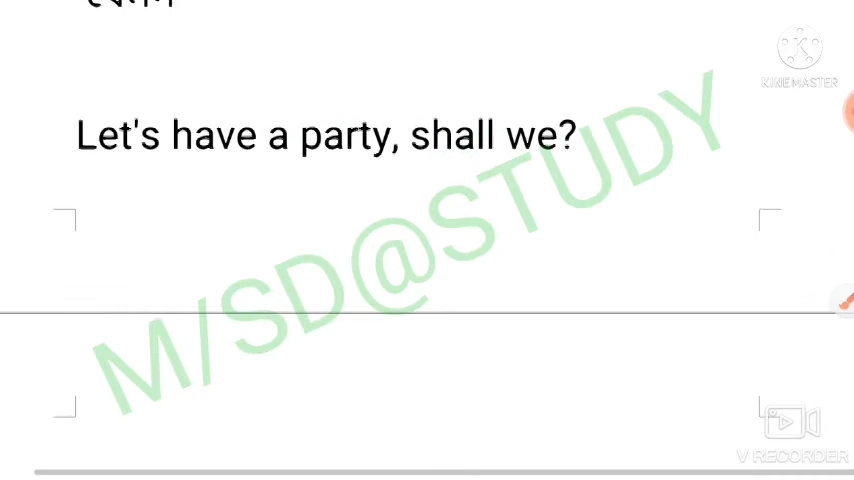 KINEMASTER
Let's have a party, shall we?
M/SD@STUDY
V RECORDER